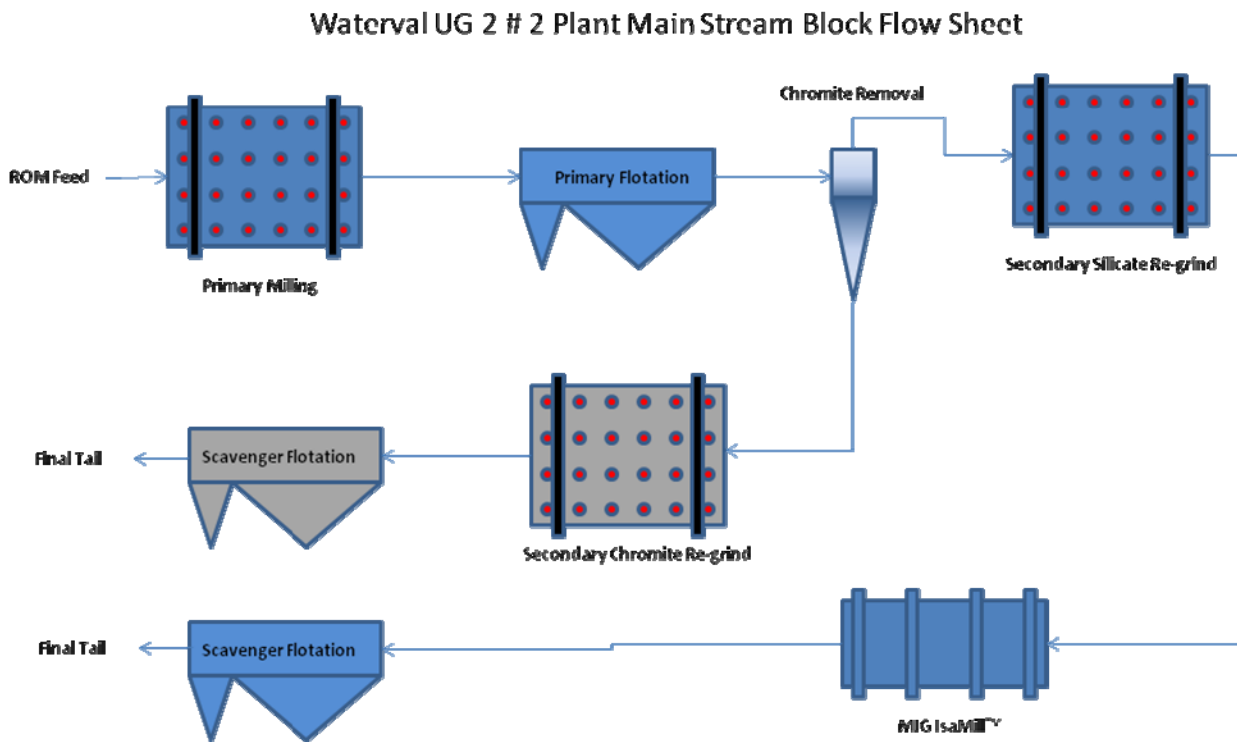 Waterval UG 2 # 2 Plant Main Stream Block Flow Sheet
Chromite Removal
ROM Feed
Primary Flotation
Primary Milling
Secondary Silicate Re-grind
Final Tail
Scavenger Flotation
Secondary Chromite Re-grind
Final Tail
Scavenger Flotation
MIG IsaMill™